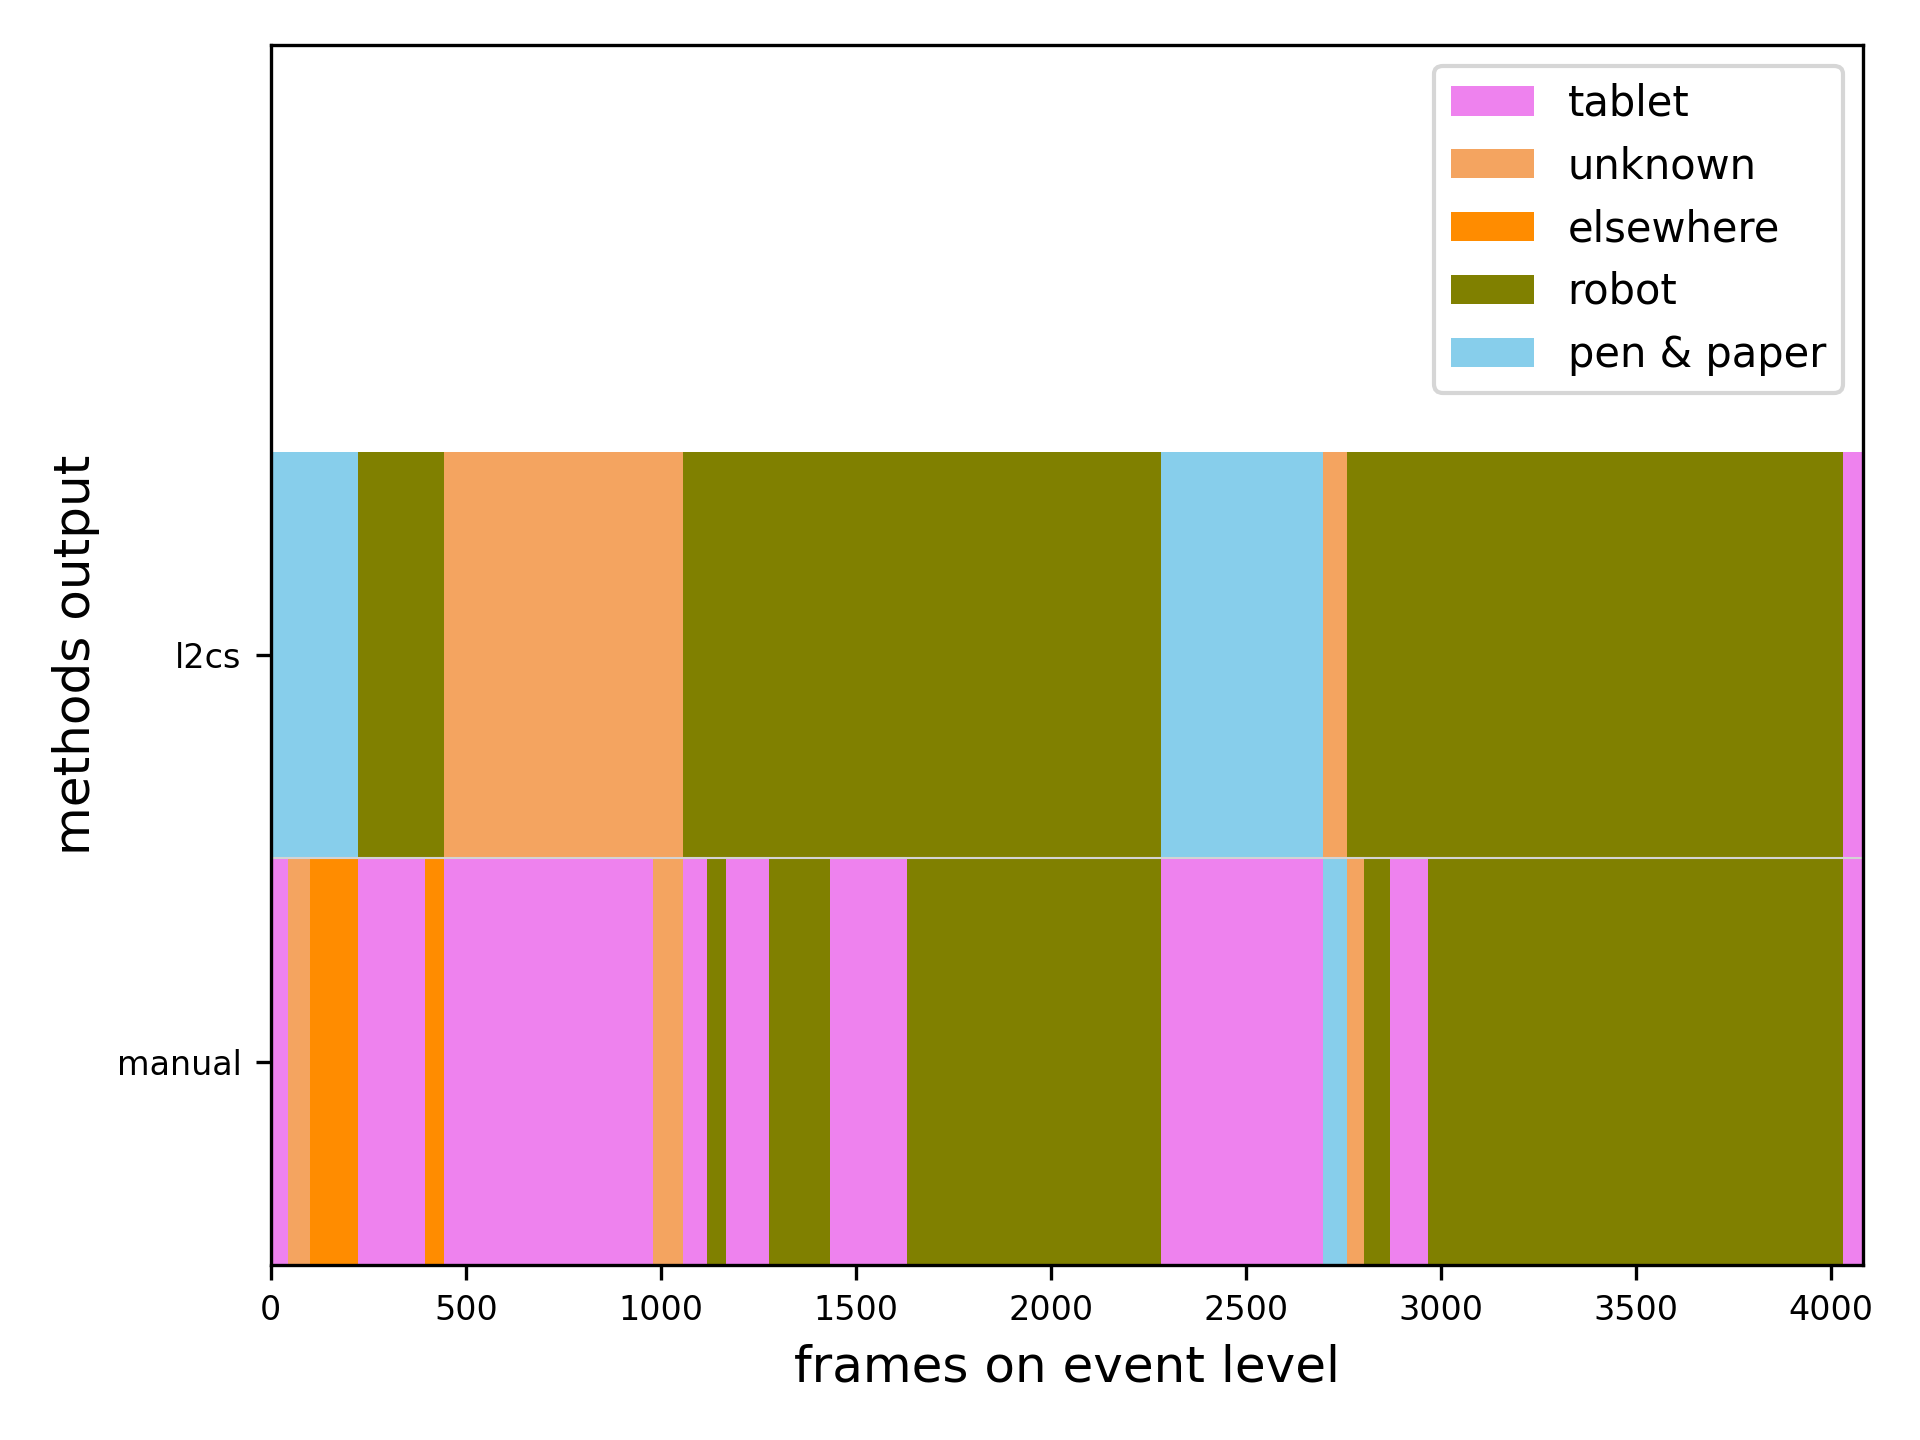 tablet
unknown
elsewhere
robot
pen & paper
methods output
l2cs
manual
0 500 1000 1500 2000 2500 3000 3500 4000
frames on event level